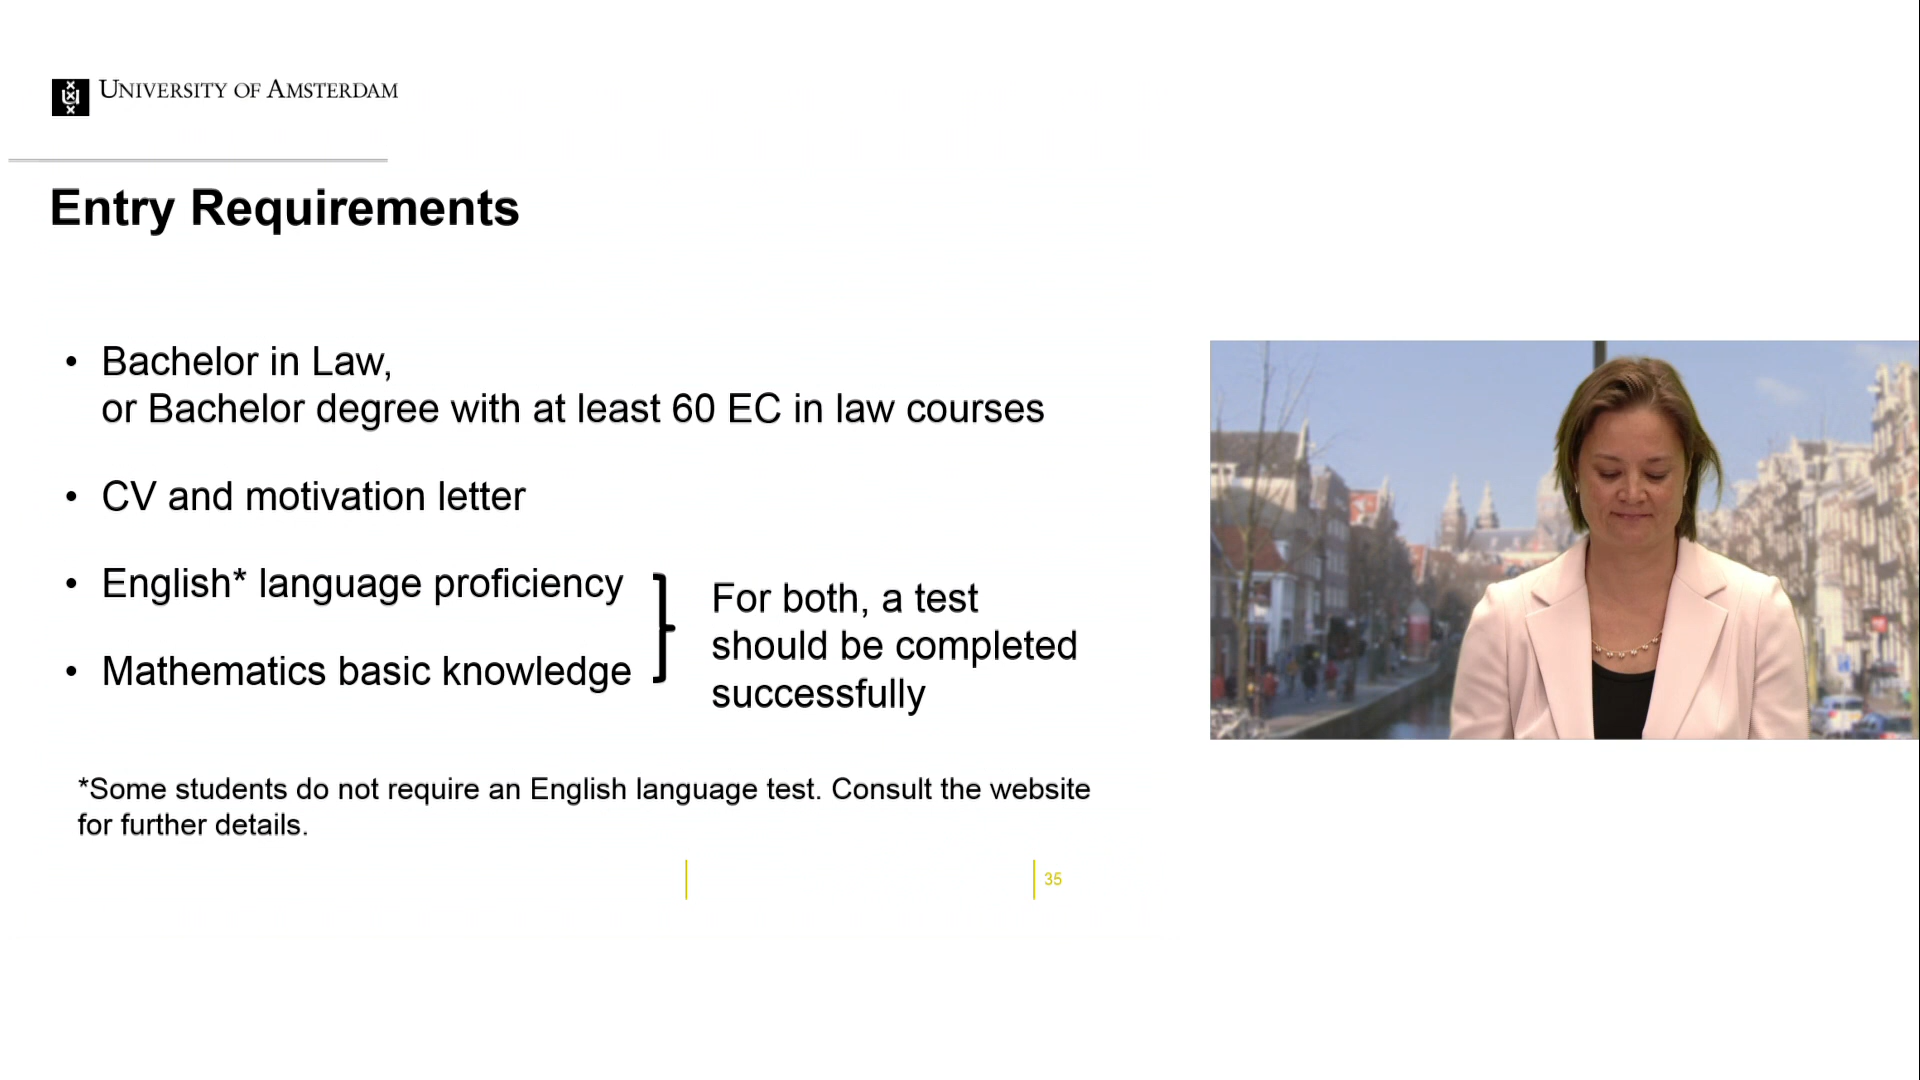 UNIVERSITY OF AMSTERDAM
Entry Requirements
• Bachelor in Law,
or Bachelor degree with at least 60 EC in law courses
• CV and motivation letter
• English* language proficiency
• Mathematics basic knowledge
For both, a test
should be completed
successfully
*Some students do not require an English language test. Consult the website
for further details.
35